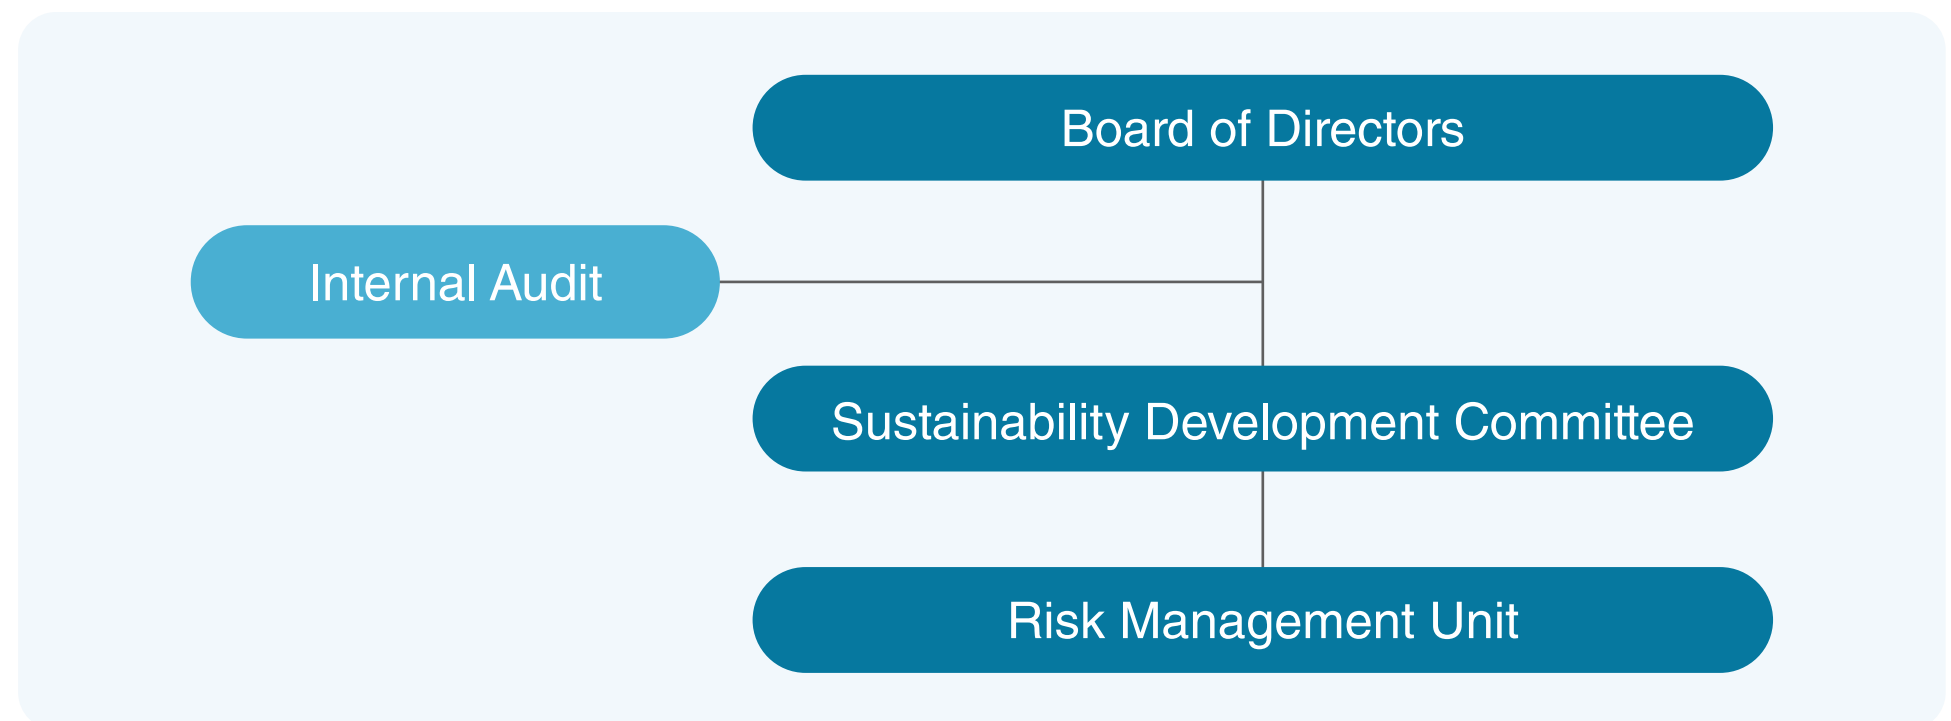 Board of Directors
Internal Audit
Sustainability Development Committee
Risk Management Unit